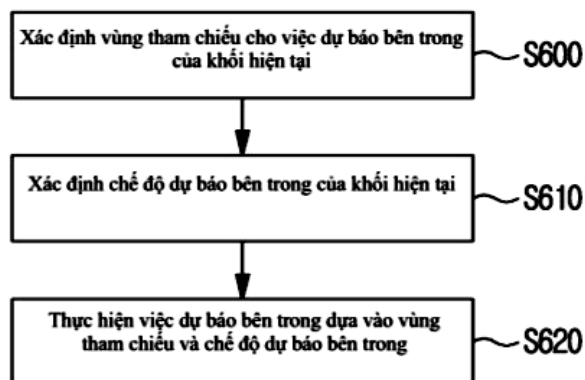 Xác định vùng tham chiếu cho việc dự báo bên trong
của khối hiện tại
S600
Xác định chế độ dự báo bên trong của khối hiện tại
S610
Thực hiện việc dự báo bên trong dựa vào vùng
tham chiếu và chế độ dự báo bên trong
S620